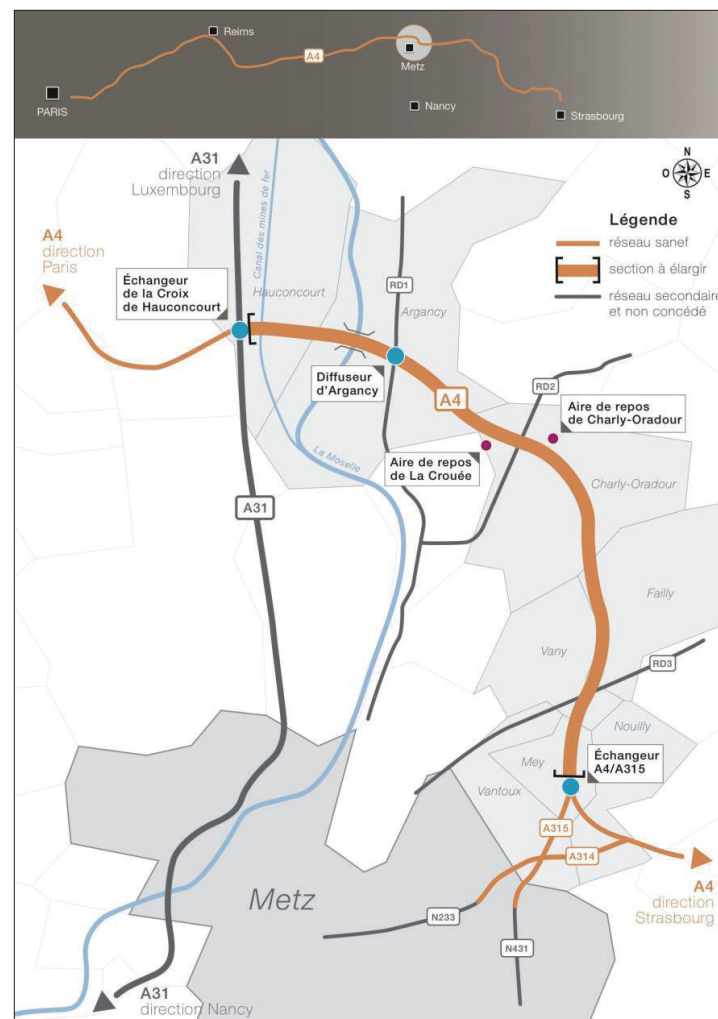 Reims
A4
Metz
PARIS
Nancy
Strasbourg
A31
direction
Luxembourg
N
O
E
S
Légende
réseau sanef
section à élargir
réseau secondaire
et non concédé
A4
direction
Paris
Canal des mines de fer
Échangeur
de la Croix
de Hauconcourt
Hauconcourt
RD1
Argancy
Diffuseur
d'Argancy
A4
RD2
Aire de repos
de Charly-Oradour
La Moselle
Aire de repos
de La Crouée
Charly-Oradour
A31
Failly
Vany
RD3
Nouilly
Mey
Échangeur
A4/A315
Vantoux
A315
A314
A4
direction
Strasbourg
Metz
N233
N431
A31
direction Nancy